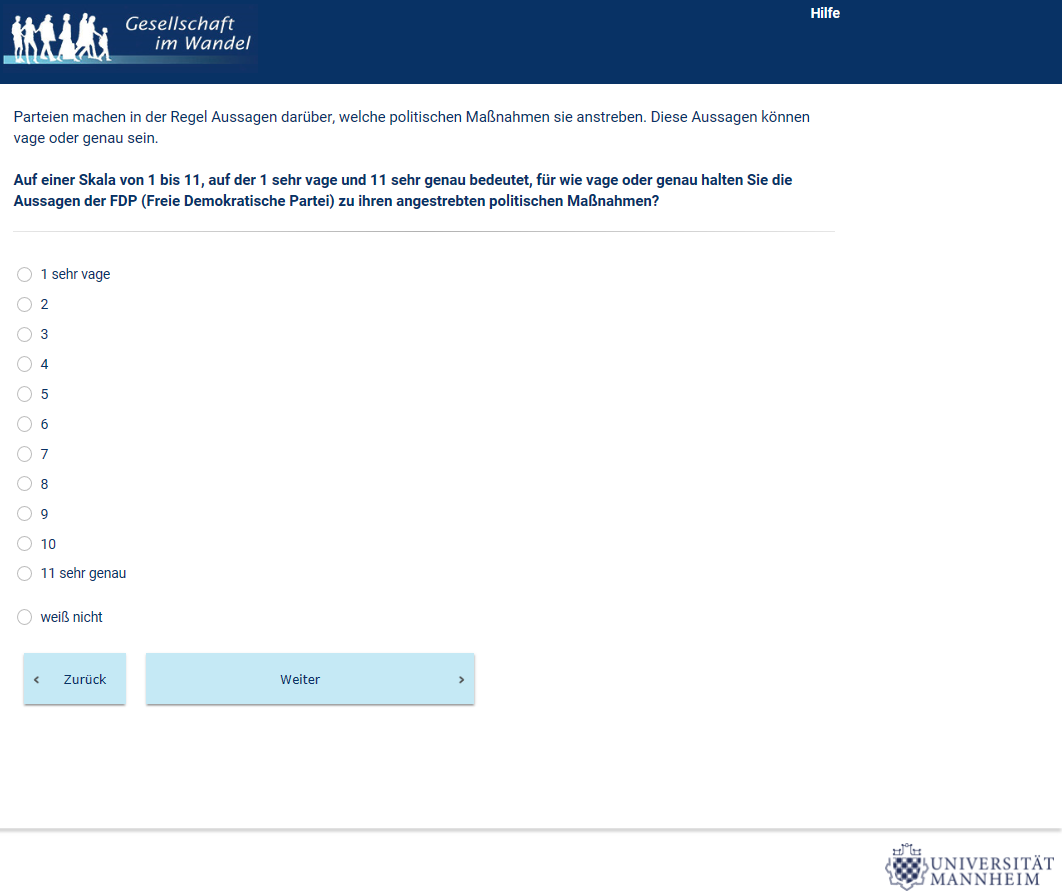 Gesellschaft
im Wandel
Hilfe
Parteien machen in der Regel Aussagen darüber, welche politischen Maßnahmen sie anstreben. Diese Aussagen können
vage oder genau sein.
Auf einer Skala von 1 bis 11, auf der 1 sehr vage und 11 sehr genau bedeutet, für wie vage oder genau halten Sie die
Aussagen der FDP (Freie Demokratische Partei) zu ihren angestrebten politischen Maßnahmen?
1 sehr vage
2
3
4
5
6
7
8
9
10
11 sehr genau
weiß nicht
‹ Zurück
Weiter ›
UNIVERSITÄT
MANNHEIM